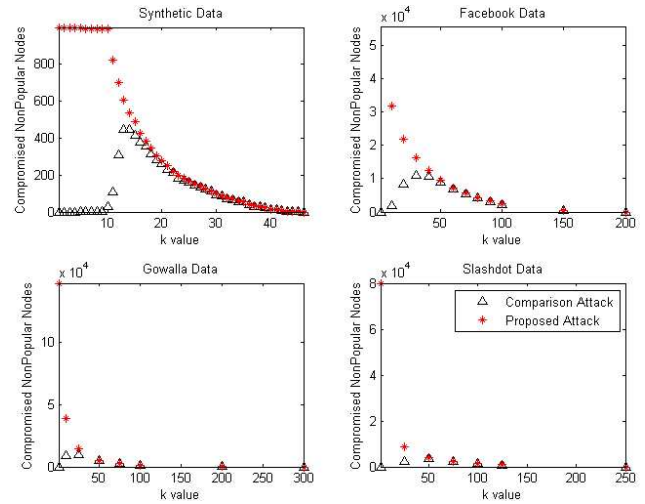 Synthetic Data
Compromised NonPopular Nodes
800
600
400
200
0
10
20
30
40
k value
Facebook Data
x 10^4
Compromised NonPopular Nodes
5
4
3
2
1
0
50
100
150
200
k value
Gowalla Data
x 10^4
Compromised NonPopular Nodes
10
5
0
50
100
150
200
250
300
k value
Slashdot Data
x 10^4
Compromised NonPopular Nodes
8
6
4
2
0
50
100
150
200
250
k value
Comparison Attack
Proposed Attack